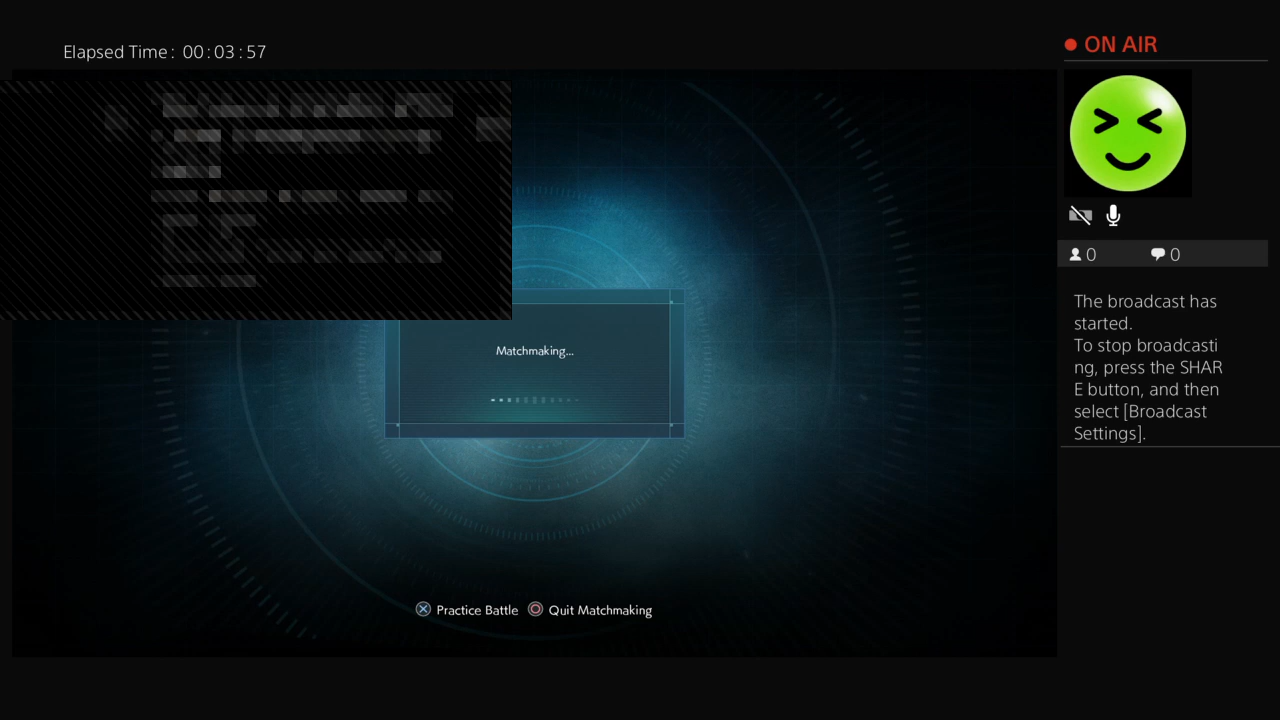 Elapsed Time: 00:03:57
ON AIR
0
0
The broadcast has
started.
To stop broadcasti
ng, press the SHAR
E button, and then
select [Broadcast
Settings].
Matchmaking...
Practice Battle
Quit Matchmaking